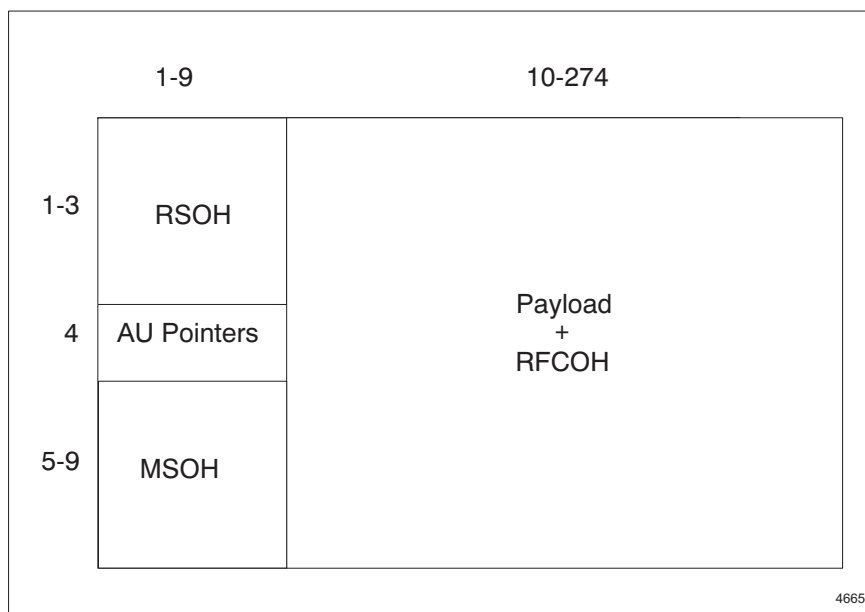 1-9
10-274
1-3
RSOH
4
AU Pointers
Payload
+
RFCOH
5-9
MSOH
4665